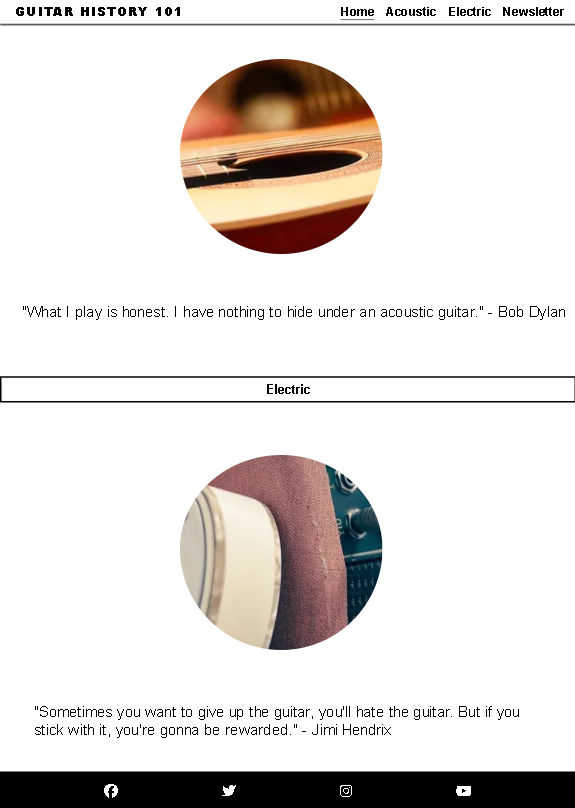 GUITAR HISTORY 101
Home Acoustic Electric Newsletter
"What I play is honest. I have nothing to hide under an acoustic guitar." - Bob Dylan
Electric
"Sometimes you want to give up the guitar, you'll hate the guitar. But if you
stick with it, you're gonna be rewarded." - Jimi Hendrix